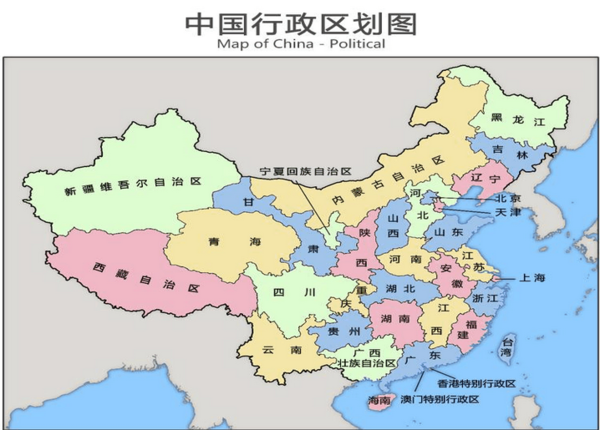 中国行政区划图
Map of China - Political
黑龙江
吉林
辽宁
内蒙古自治区
宁夏回族自治区
新疆维吾尔自治区
甘
肃
河
北
北京
天津
山
西
山东
陕
西
青海
西藏自治区
河南
江
苏
安
徽
上海
四川
重
庆
湖北
浙江
湖南
江
西
福
建
贵州
云南
广西
壮族自治区
广东
台
湾
香港特别行政区
澳门特别行政区
海南